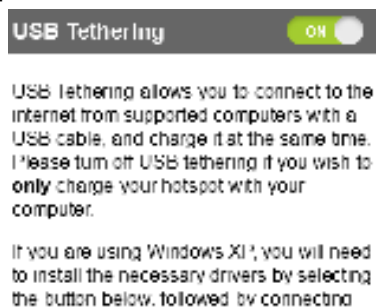 USB Tethering
ON
USB Tethering allows you to connect to the
internet from supported computers with a
USB cable, and charge it at the same time.
Please turn off USB tethering if you wish to
only charge your hotspot with your
computer.
If you are using Windows XP, you will need
to install the necessary drivers by selecting
the button below, followed by connecting